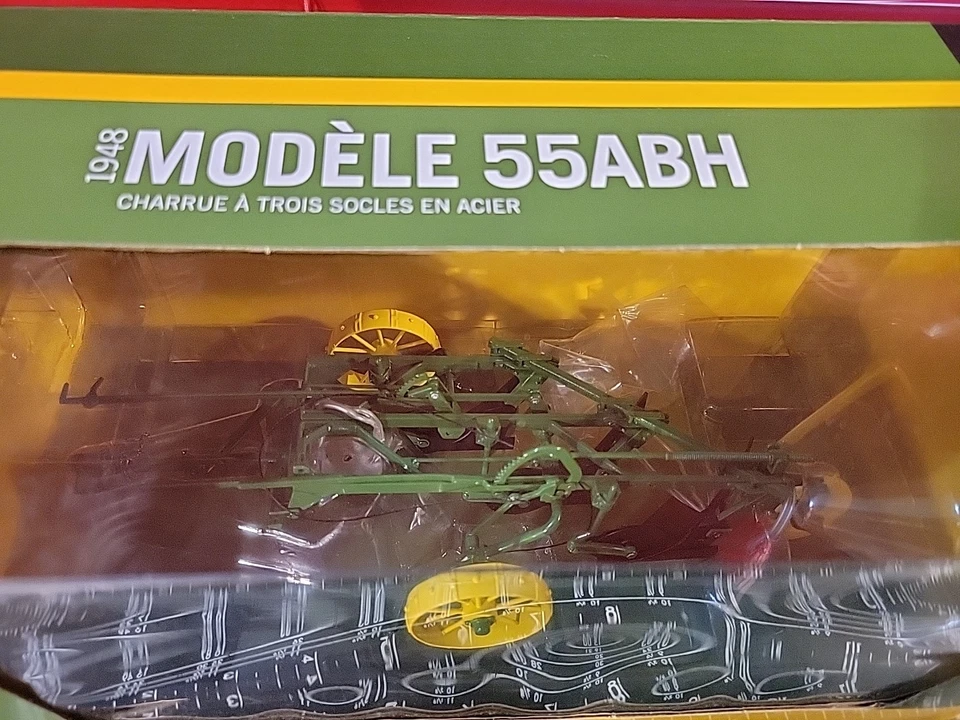 1948 MODÈLE 55ABH
CHARRUE À TROIS SOCLES EN ACIER